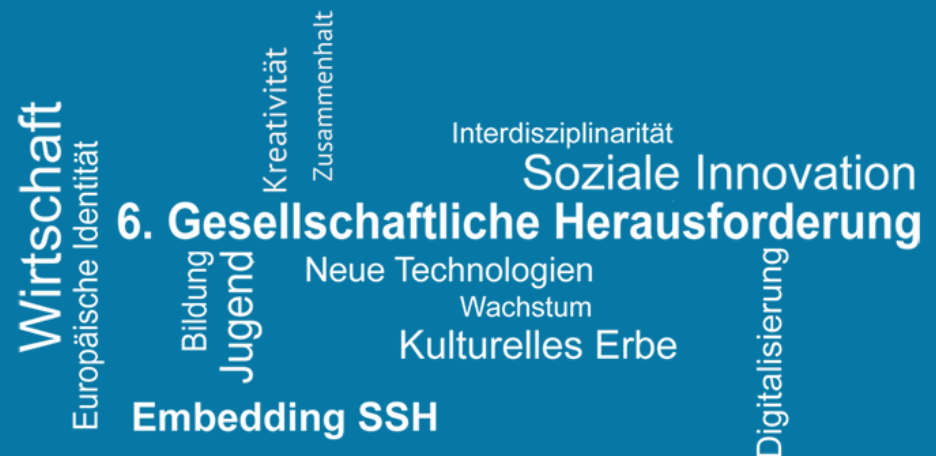 Wirtschaft
Europäische Identität
Kreativität
Zusammenhalt
Interdisziplinarität
Soziale Innovation
6. Gesellschaftliche Herausforderung
Bildung
Jugend
Neue Technologien
Wachstum
Kulturelles Erbe
Digitalisierung
Embedding SSH